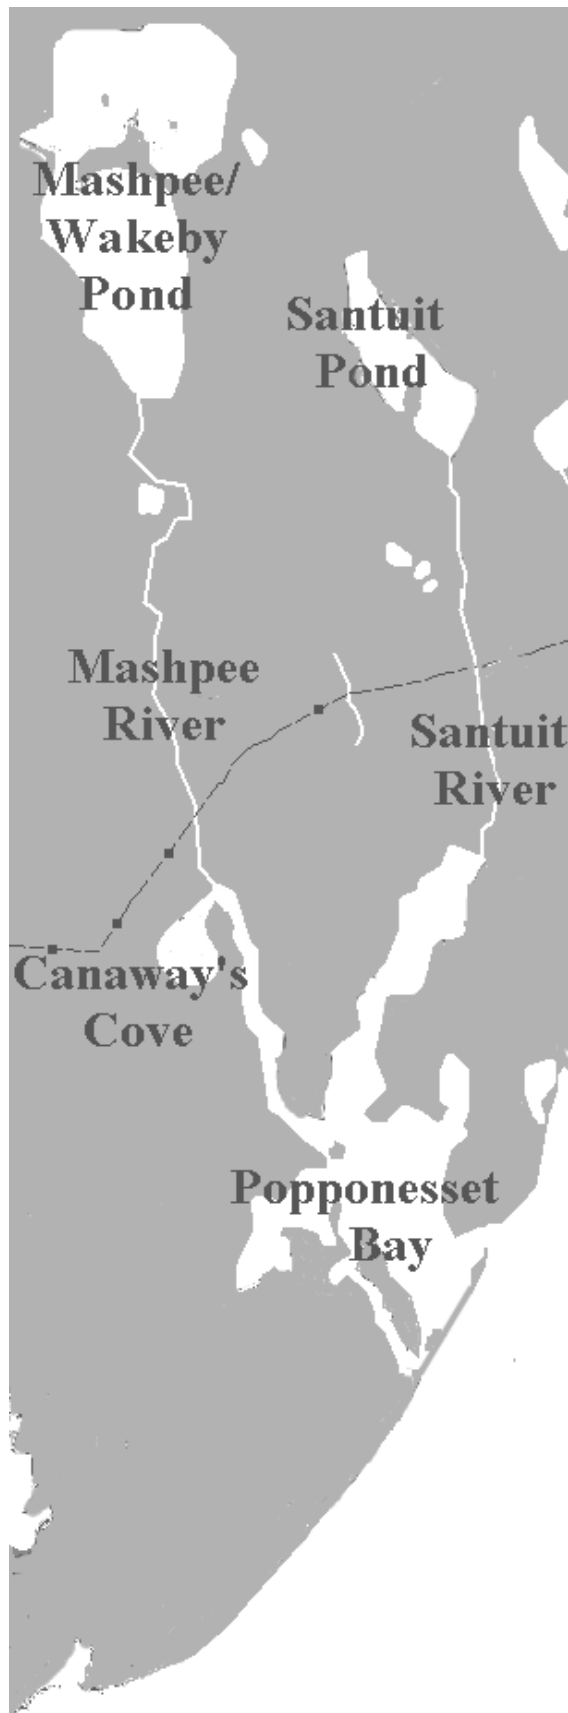 Mashpee/
Wakeby
Pond
Santuit
Pond
Mashpee
River
Santuit
River
Canaway's
Cove
Popponesset
Bay